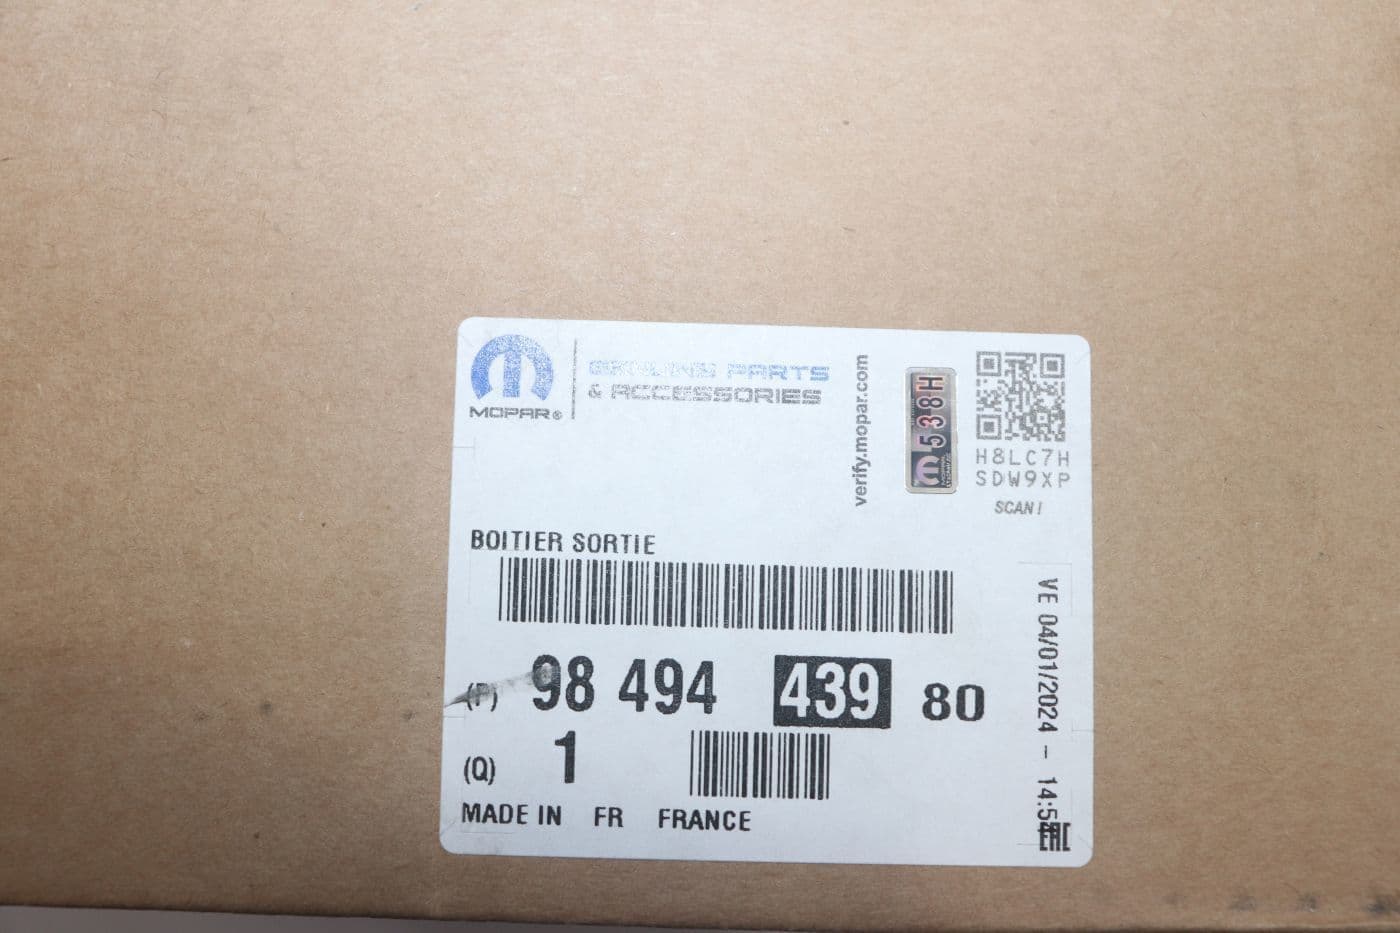 MOPAR®
GENUINE PARTS
& ACCESSORIES
verify.mopar.com
538H
H8LC7H
SDW9XP
SCAN!
BOITIER SORTIE
(P) 98 494 439 80
(Q) 1
MADE IN FR FRANCE
VE 04/01/2024 - 14:5
EAC